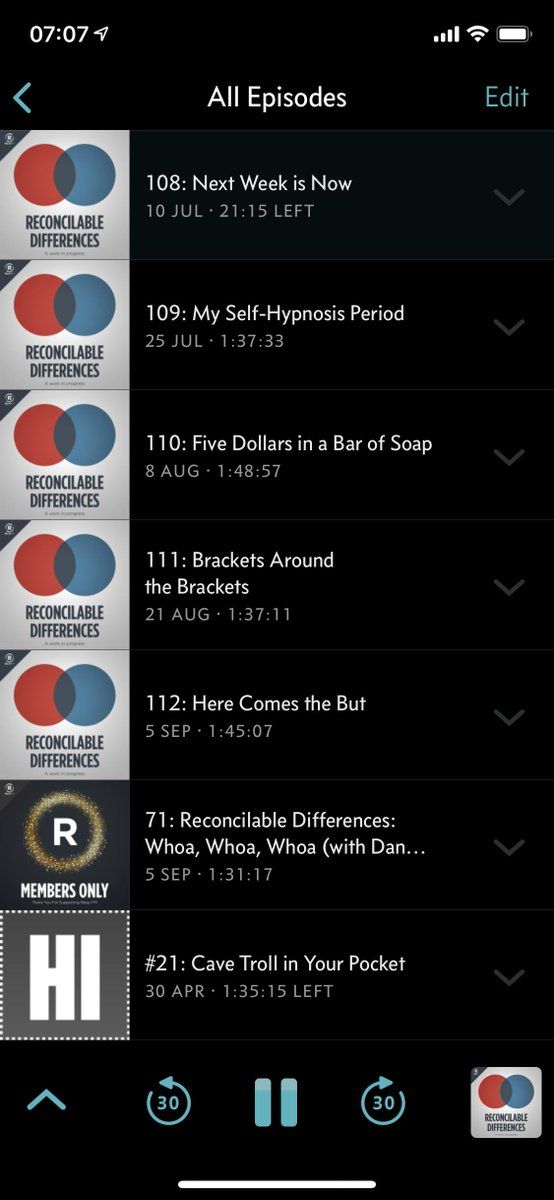 07:07
All Episodes
Edit
R
RECONCILABLE
DIFFERENCES
A work in progress
108: Next Week is Now
10 JUL · 21:15 LEFT
R
RECONCILABLE
DIFFERENCES
A work in progress
109: My Self-Hypnosis Period
25 JUL · 1:37:33
R
RECONCILABLE
DIFFERENCES
A work in progress
110: Five Dollars in a Bar of Soap
8 AUG · 1:48:57
R
RECONCILABLE
DIFFERENCES
A work in progress
111: Brackets Around
the Brackets
21 AUG · 1:37:11
R
RECONCILABLE
DIFFERENCES
A work in progress
112: Here Comes the But
5 SEP · 1:45:07
R
R
MEMBERS ONLY
Thank You For Supporting Relay FM
71: Reconcilable Differences:
Whoa, Whoa, Whoa (with Dan…
5 SEP · 1:31:17
HI
#21: Cave Troll in Your Pocket
30 APR · 1:35:15 LEFT
30
30
RECONCILABLE
DIFFERENCES